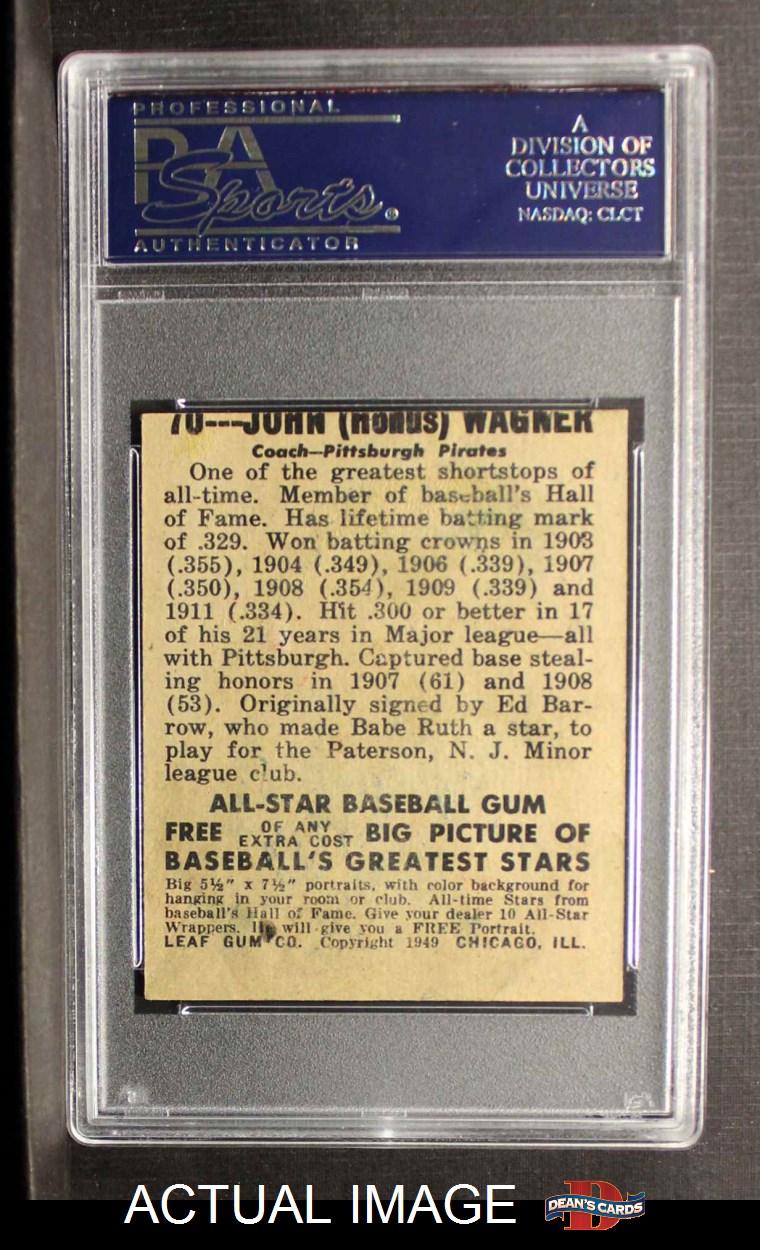 PROFESSIONAL
PSA
Sports®
AUTHENTICATOR
A
DIVISION OF
COLLECTORS
UNIVERSE
NASDAQ: CLCT
70---JOHN (Honus) WAGNER
Coach—Pittsburgh Pirates
One of the greatest shortstops of
all-time. Member of baseball's Hall
of Fame. Has lifetime batting mark
of .329. Won batting crowns in 1903
(.355), 1904 (.349), 1906 (.339), 1907
(.350), 1908 (.354), 1909 (.339) and
1911 (.334). Hit .300 or better in 17
of his 21 years in Major league—all
with Pittsburgh. Captured base steal-
ing honors in 1907 (61) and 1908
(53). Originally signed by Ed Bar-
row, who made Babe Ruth a star, to
play for the Paterson, N. J. Minor
league club.
ALL-STAR BASEBALL GUM
FREE OF ANY EXTRA COST BIG PICTURE OF
BASEBALL'S GREATEST STARS
Big 5½" x 7½" portraits, with color background for
hanging in your room or club. All-time Stars from
baseball's Hall of Fame. Give your dealer 10 All-Star
Wrappers. He will give you a FREE Portrait.
LEAF GUM CO. Copyright 1949 CHICAGO, ILL.
ACTUAL IMAGE
DEAN'S CARDS